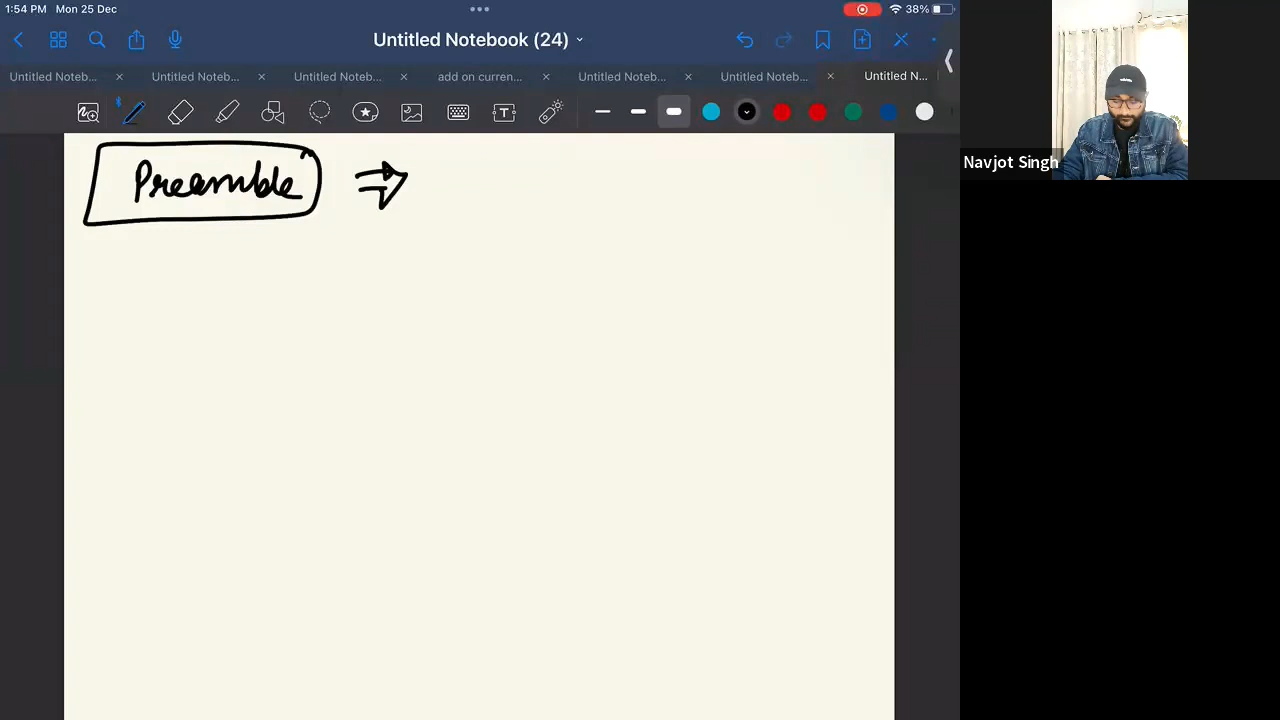 1:54 PM Mon 25 Dec
38%
Untitled Notebook (24)
Untitled Noteb...
Untitled Noteb...
Untitled Noteb...
add on curren...
Untitled Noteb...
Untitled Noteb...
Untitled N...
Preamble
Navjot Singh